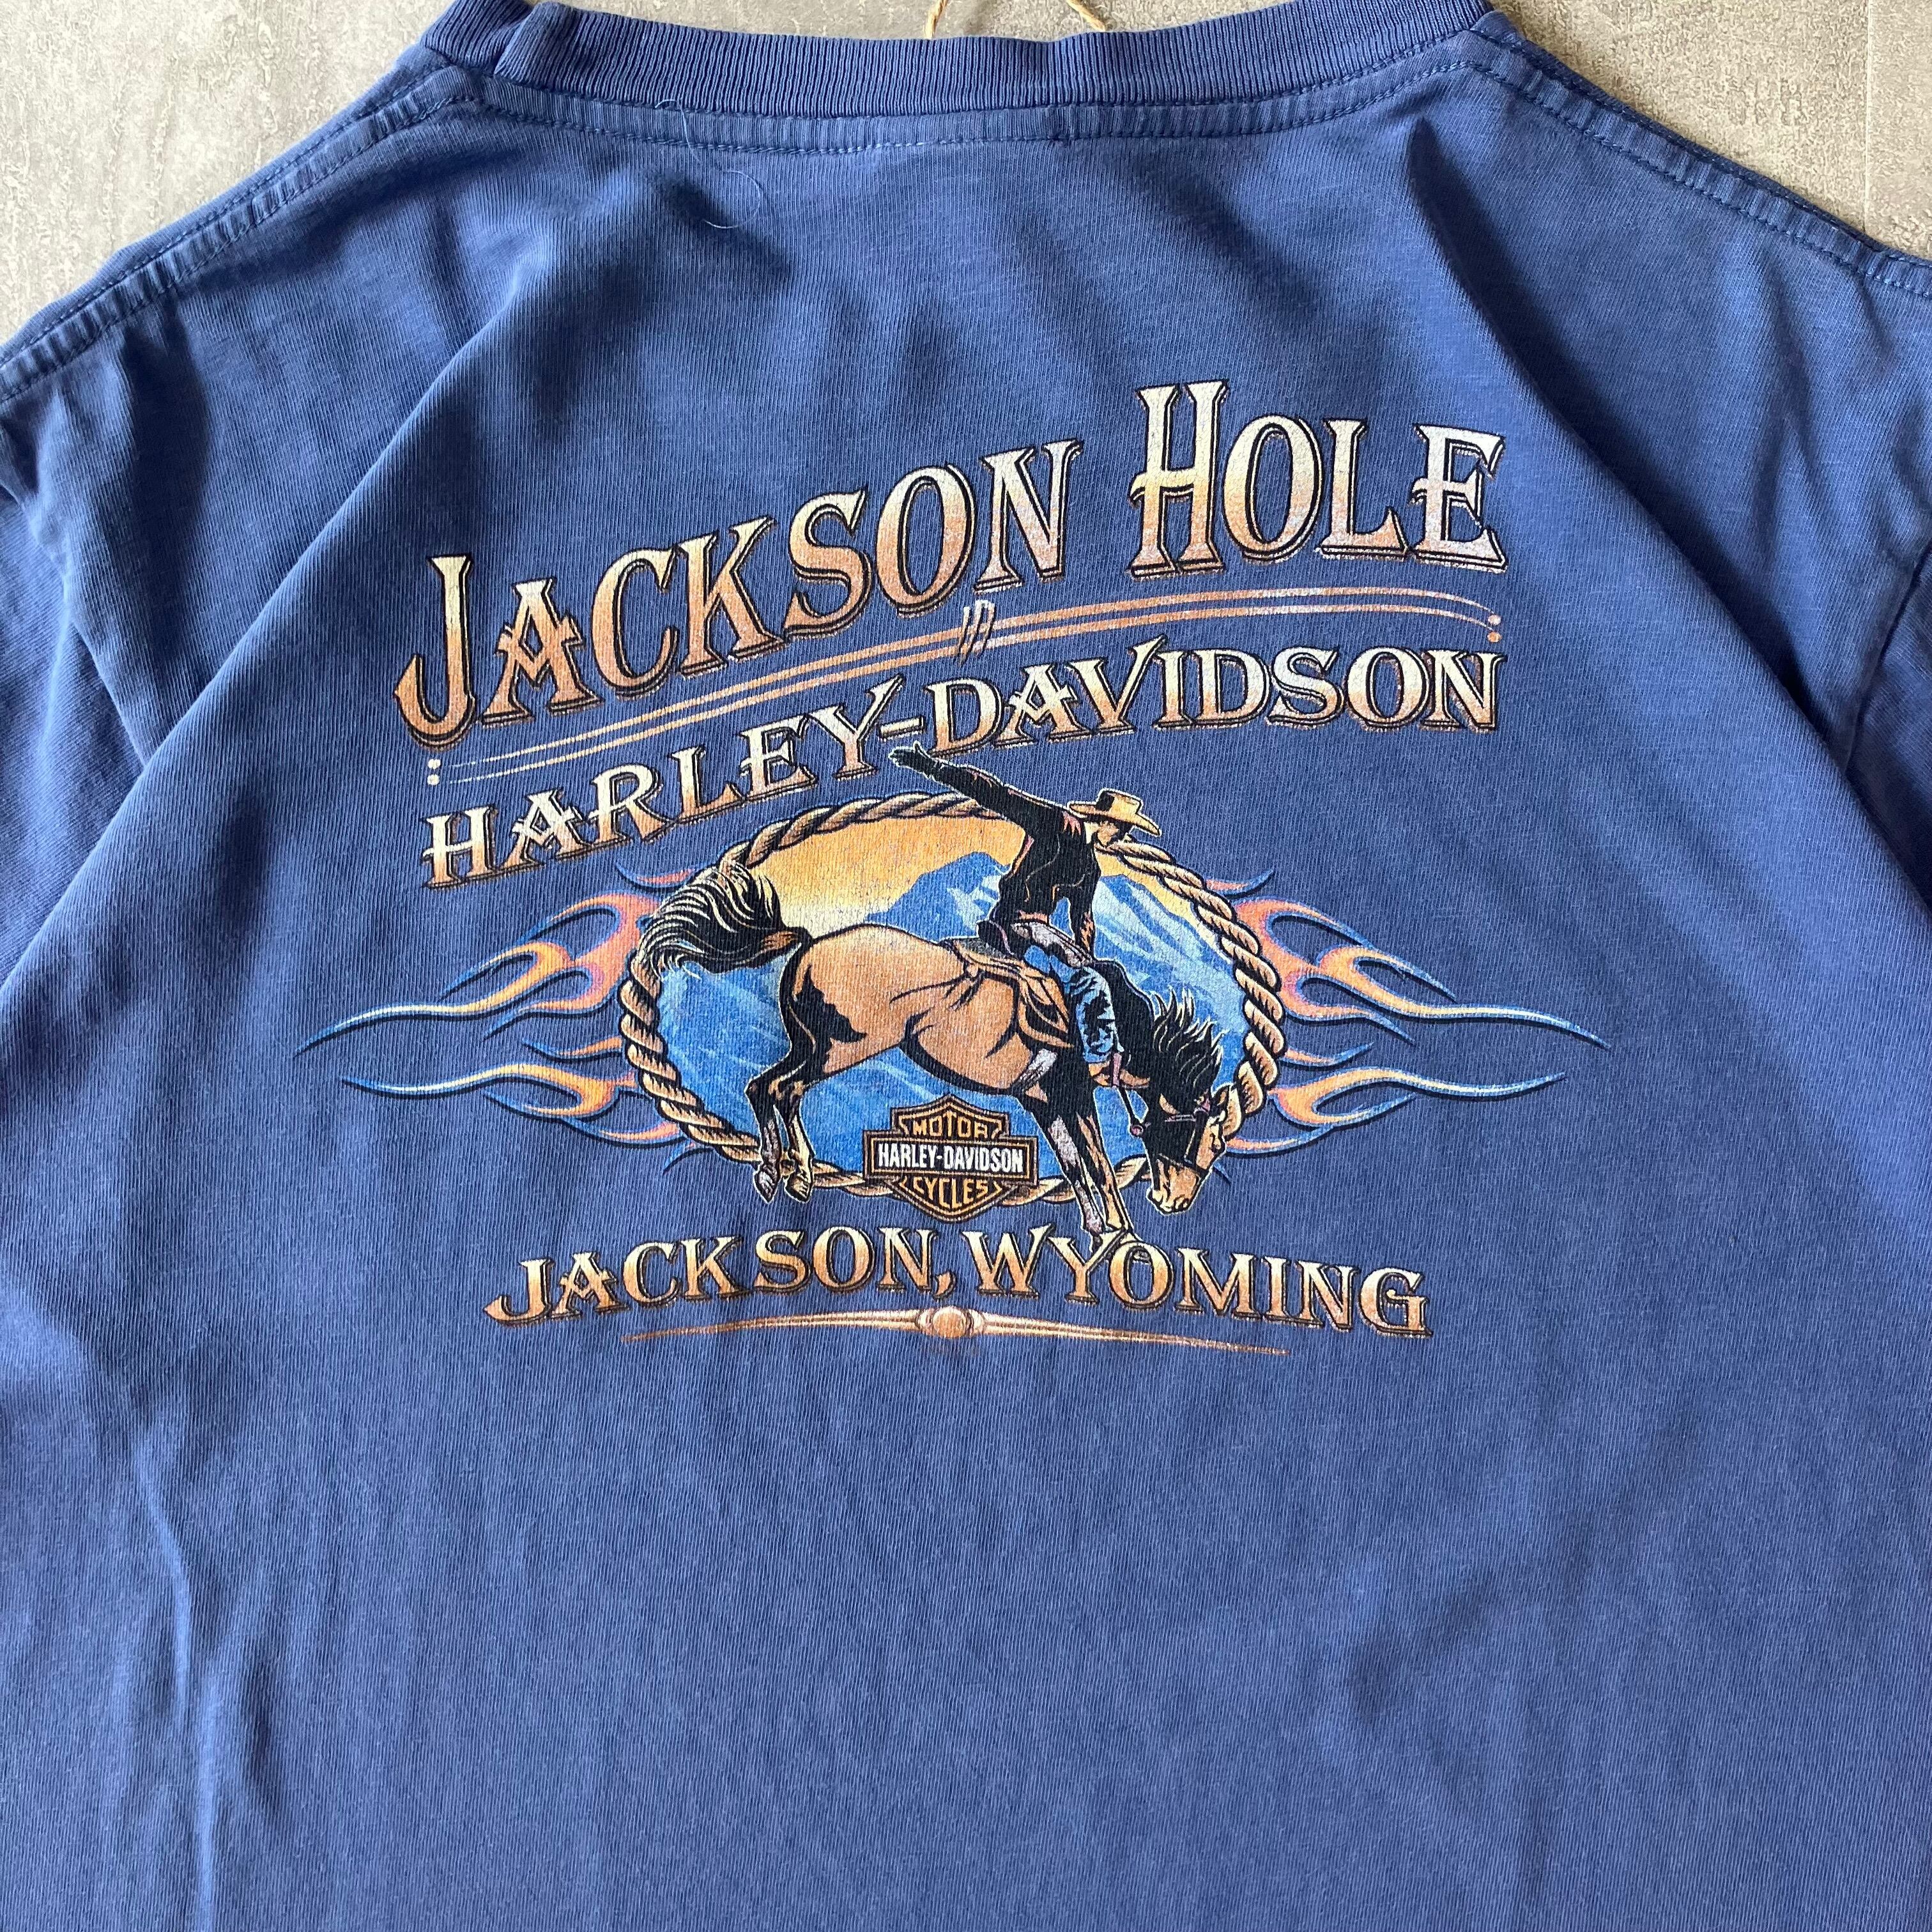 JACKSON HOLE
HARLEY-DAVIDSON
MOTOR
HARLEY-DAVIDSON
CYCLES
JACKSON, WYOMING